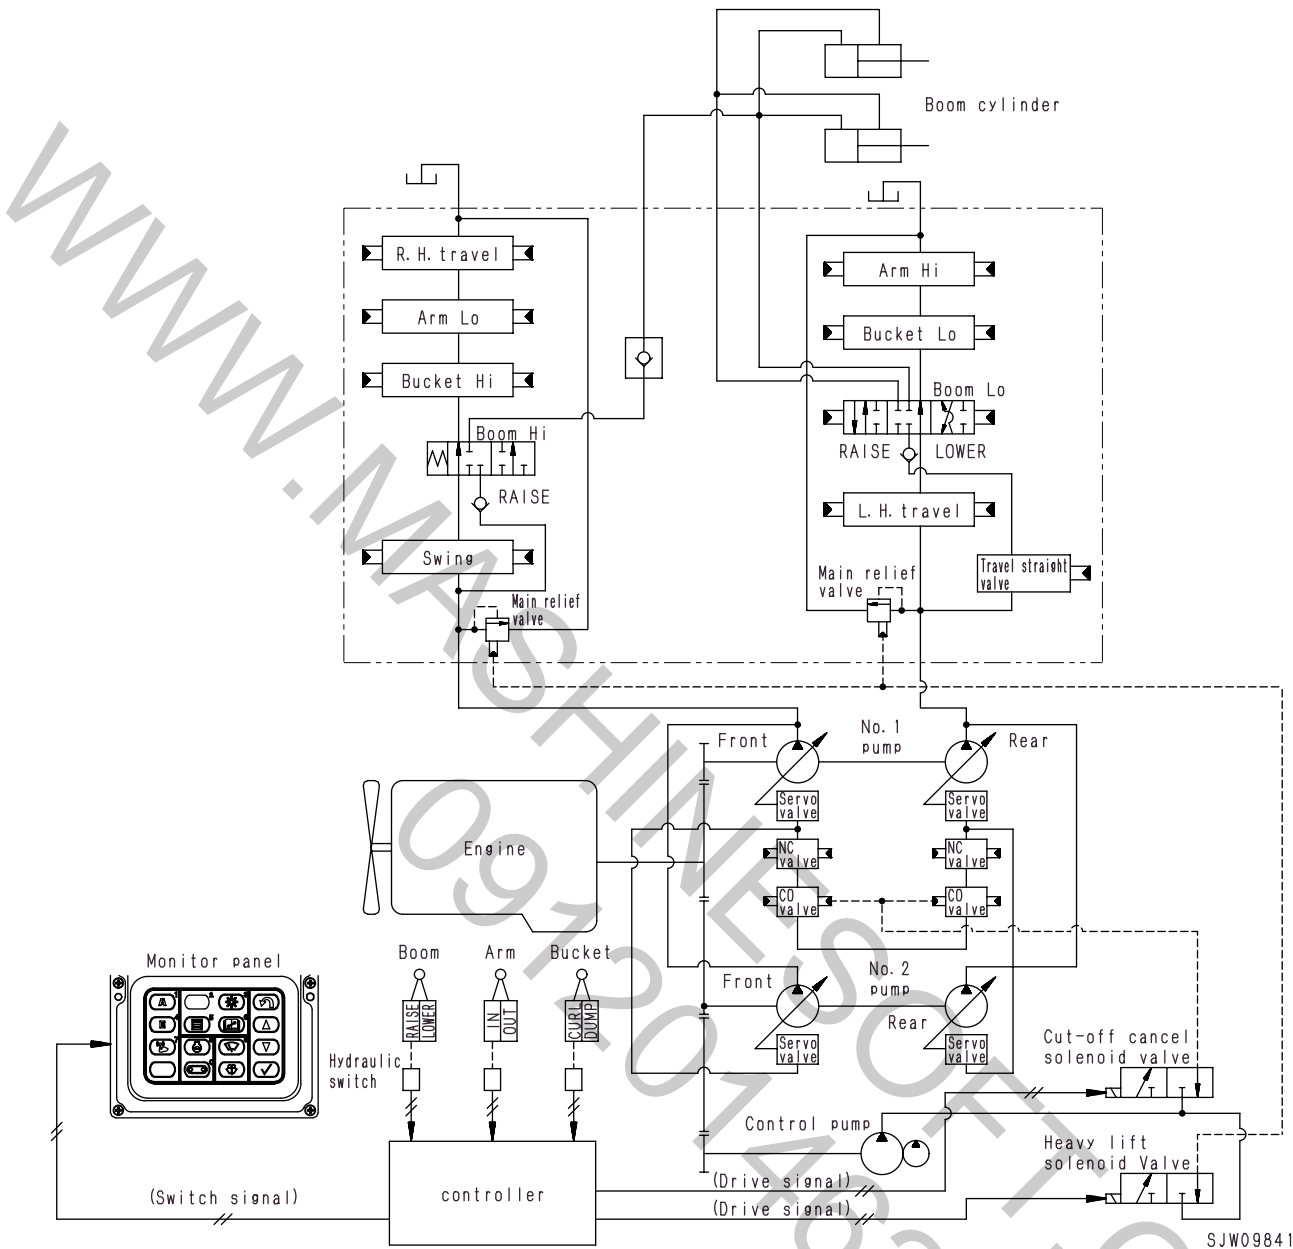 Boom cylinder
R.H. travel
Arm Lo
Bucket Hi
Boom Hi
RAISE
Swing
Main relief
valve
Arm Hi
Bucket Lo
Boom Lo
RAISE
LOWER
L.H. travel
Travel straight
valve
Main relief
valve
Front
No. 1
pump
Rear
Servo
valve
Servo
valve
NC
valve
NC
valve
CO
valve
CO
valve
Engine
Front
No. 2
pump
Rear
Servo
valve
Servo
valve
Boom
Arm
Bucket
RAISE
LOWER
IN
OUT
CURL
DUMP
Monitor panel
Hydraulic
switch
Cut-off cancel
solenoid valve
Control pump
Heavy lift
solenoid Valve
(Switch signal)
controller
(Drive signal)
(Drive signal)
SJW09841